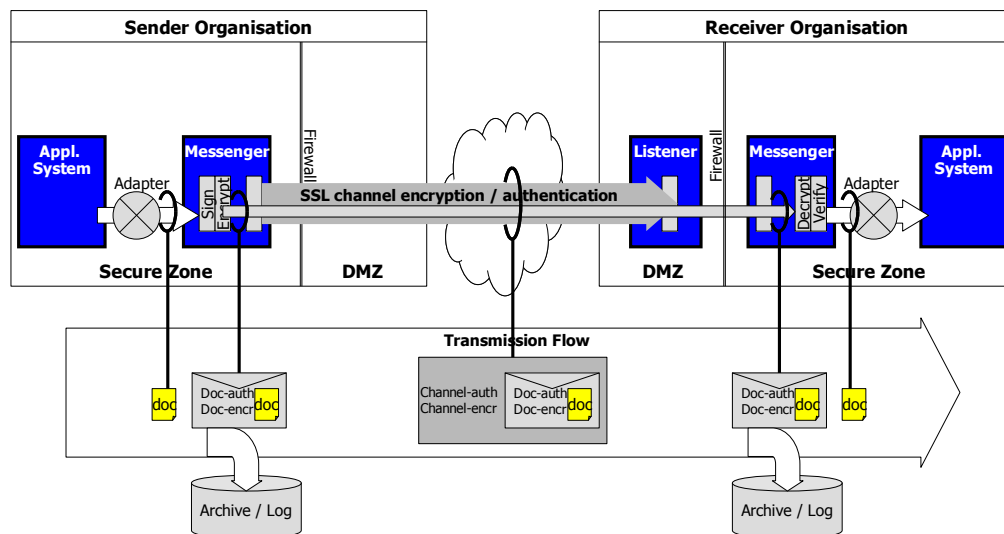 Sender Organisation
Receiver Organisation
Appl.
System
Adapter
Messenger
Sign
Encrypt
Firewall
SSL channel encryption / authentication
Listener
Firewall
Messenger
Decrypt
Verify
Adapter
Appl.
System
Secure Zone
DMZ
DMZ
Secure Zone
Transmission Flow
doc
Doc-auth
Doc-encr
doc
Channel-auth
Channel-encr
Doc-auth
Doc-encr
doc
Doc-auth
Doc-encr
doc
doc
Archive / Log
Archive / Log